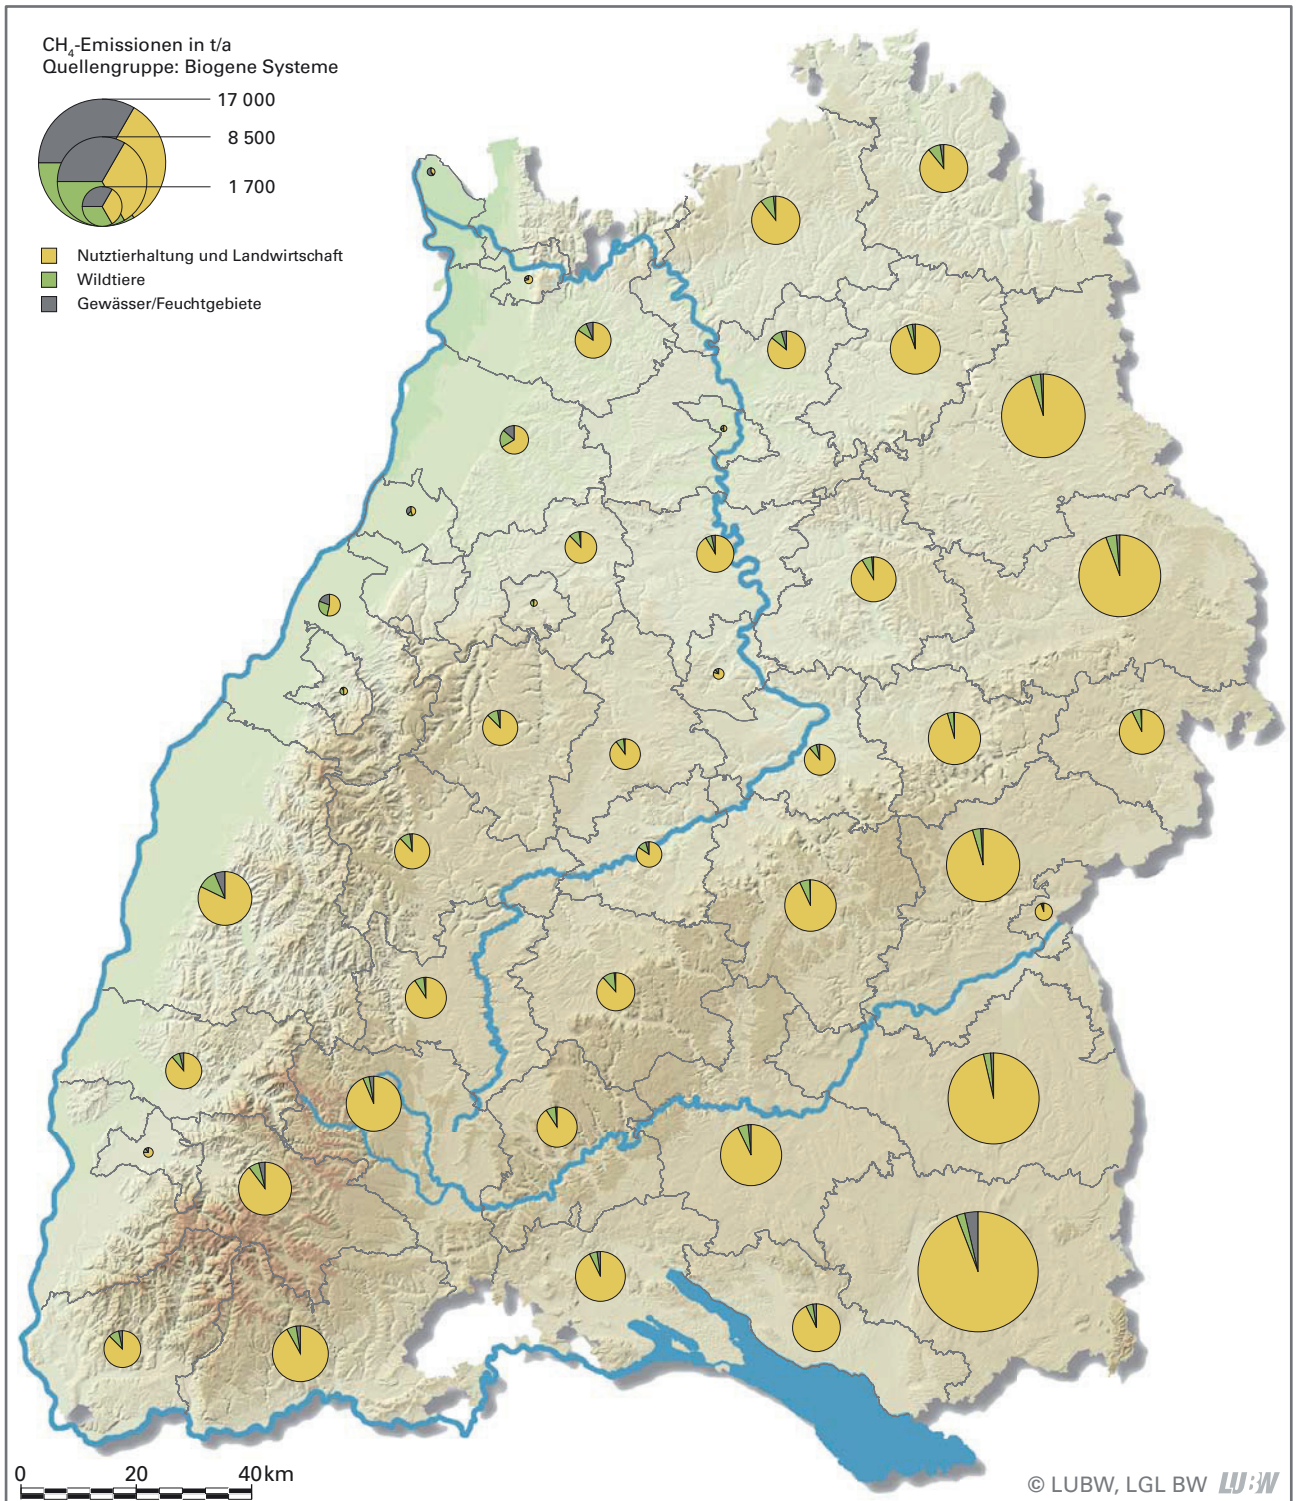 CH₄-Emissionen in t/a
Quellengruppe: Biogene Systeme
17 000
8 500
1 700
Nutztierhaltung und Landwirtschaft
Wildtiere
Gewässer/Feuchtgebiete
0 20 40 km
© LUBW, LGL BW LUBW